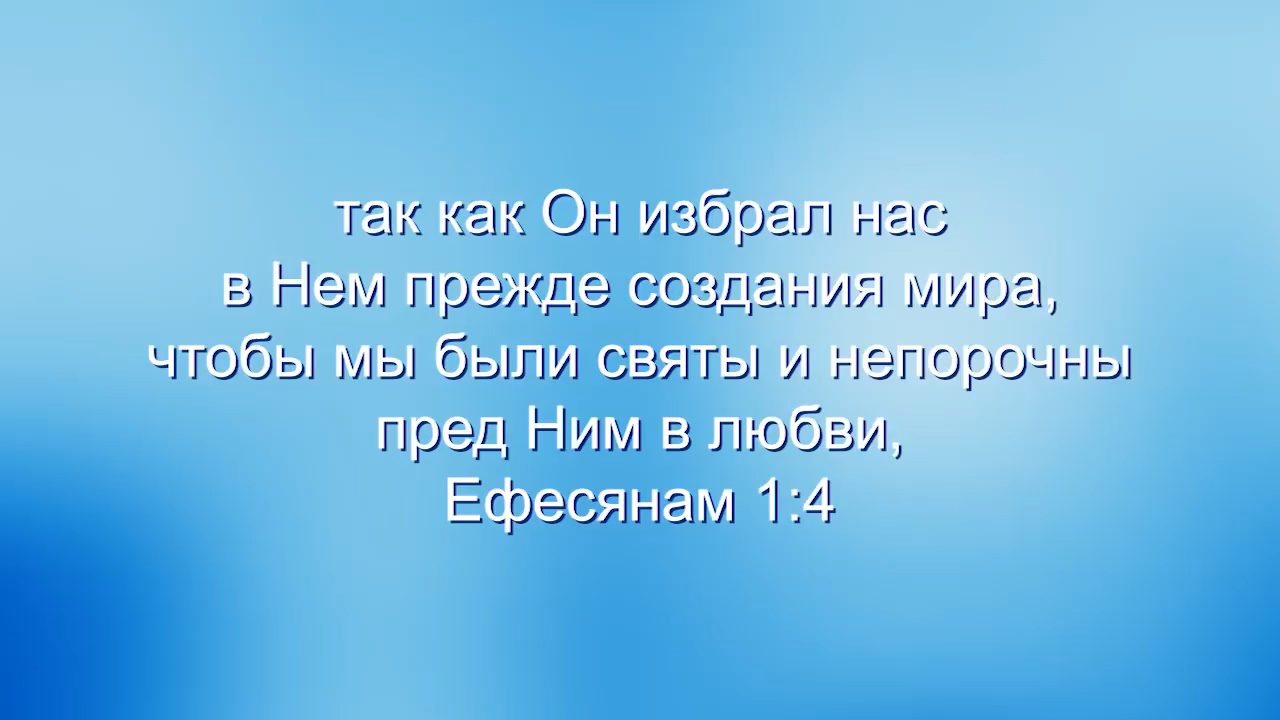 так как Он избрал нас
в Нем прежде создания мира,
чтобы мы были святы и непорочны
пред Ним в любви,
Ефесянам 1:4